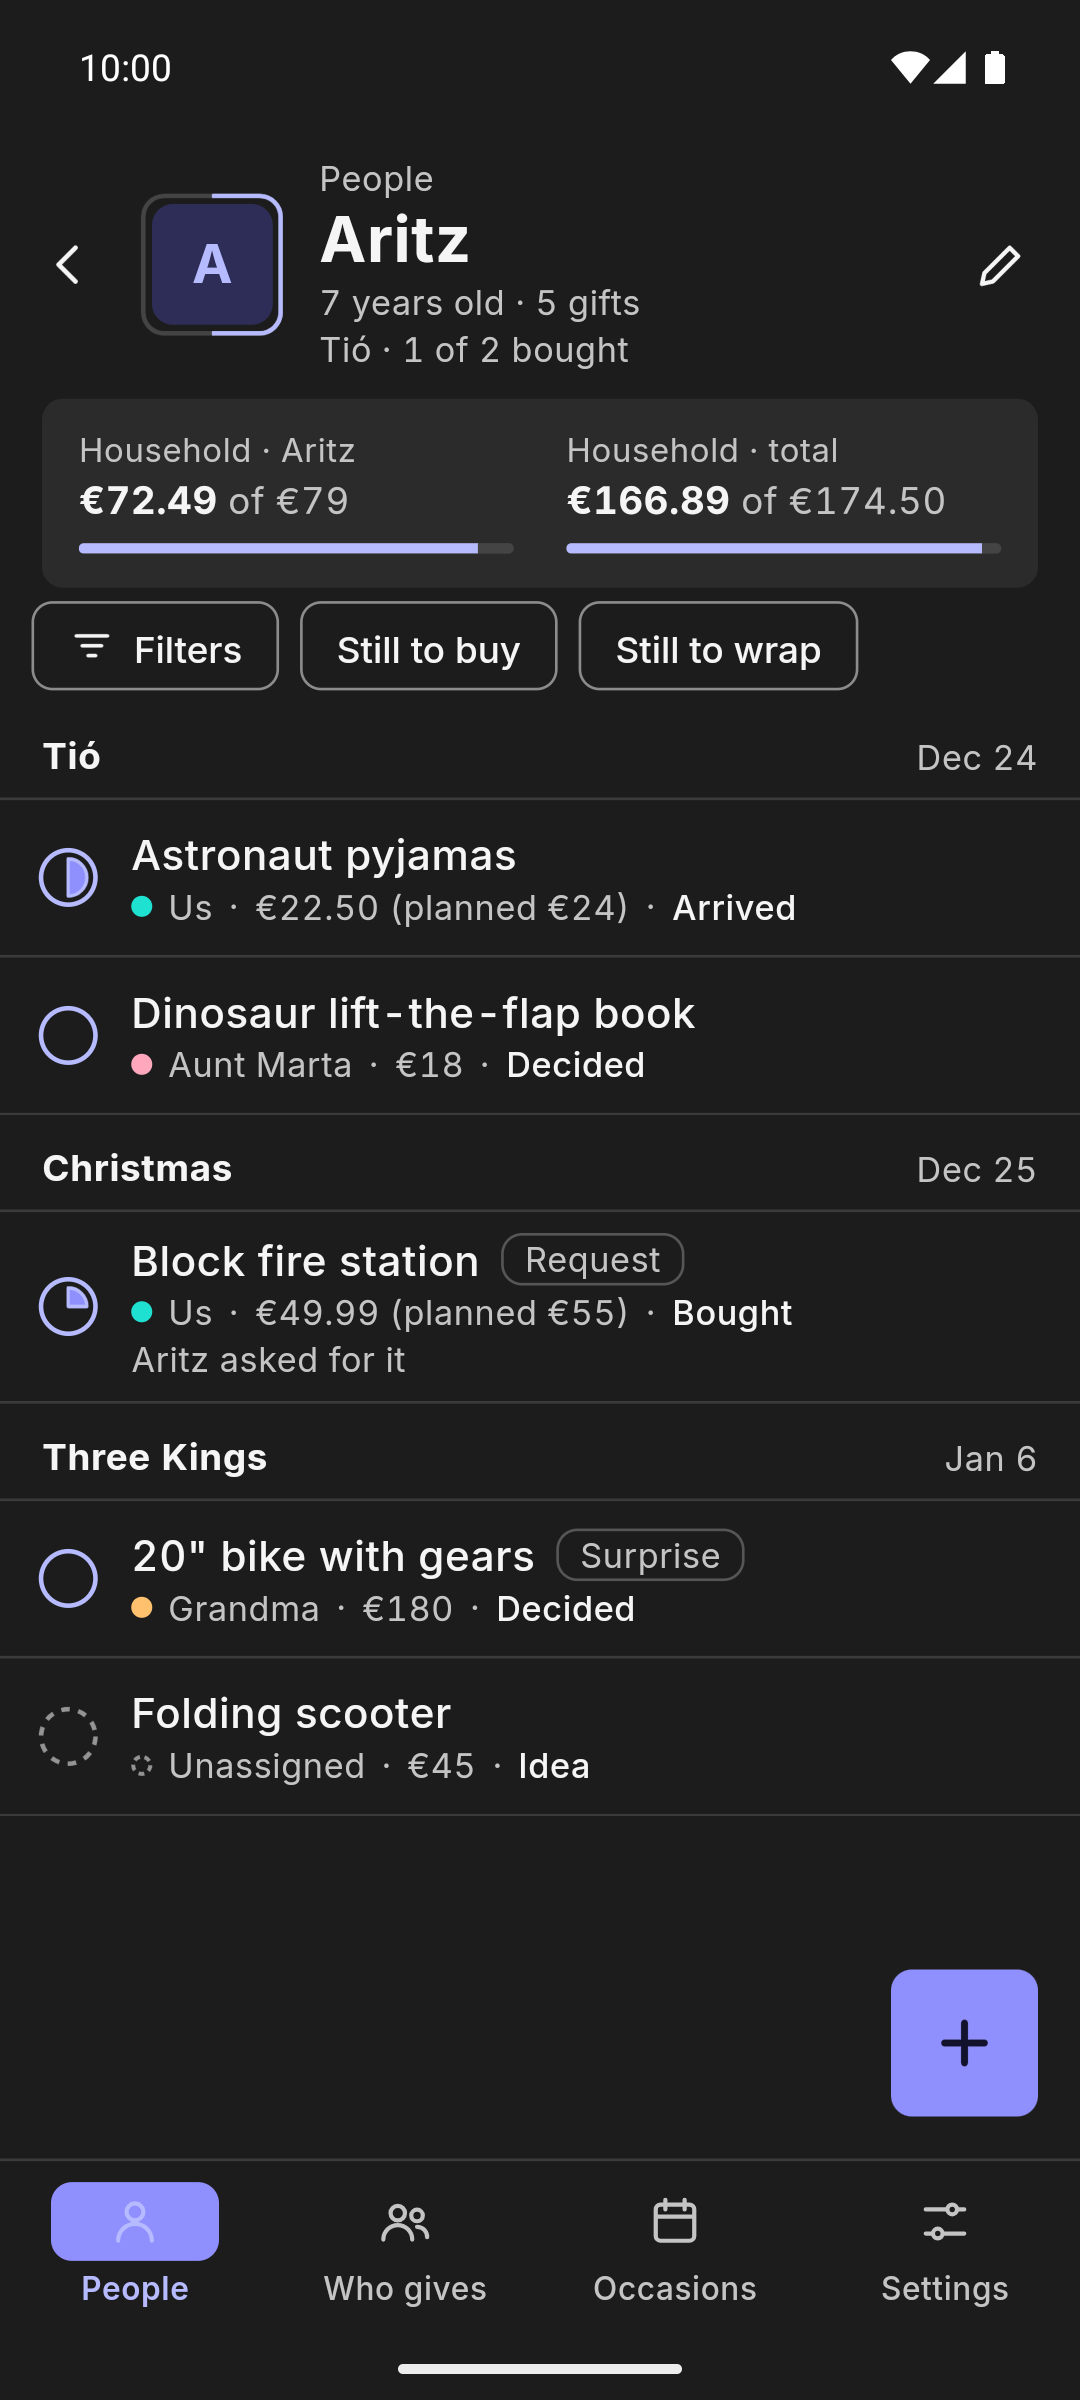 10:00
People
A
Aritz
7 years old · 5 gifts
Tió · 1 of 2 bought
Household · Aritz
€72.49 of €79
Household · total
€166.89 of €174.50
Filters
Still to buy
Still to wrap
Tió
Dec 24
Astronaut pyjamas
Us · €22.50 (planned €24) · Arrived
Dinosaur lift-the-flap book
Aunt Marta · €18 · Decided
Christmas
Dec 25
Block fire station
Request
Us · €49.99 (planned €55) · Bought
Aritz asked for it
Three Kings
Jan 6
20" bike with gears
Surprise
Grandma · €180 · Decided
Folding scooter
Unassigned · €45 · Idea
People
Who gives
Occasions
Settings